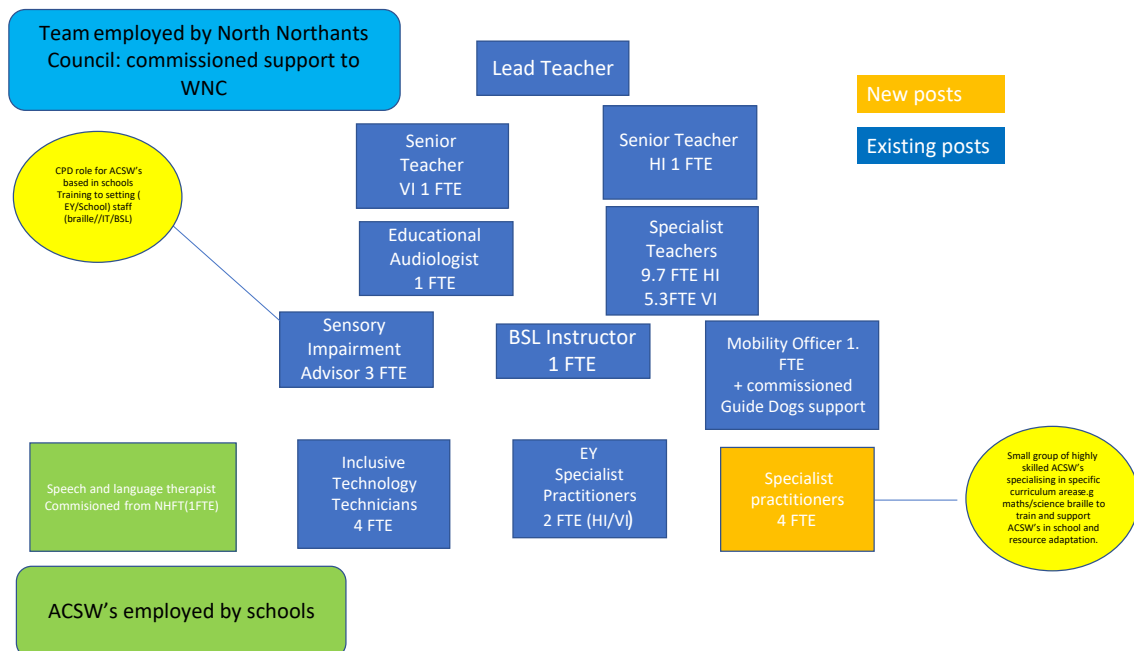 Team employed by North Northants
Council: commissioned support to
WNC
Lead Teacher
New posts
Existing posts
Senior
Teacher
VI 1 FTE
Senior Teacher
HI 1 FTE
CPD role for ACSW's
based in schools
Training to setting (
EY/School) staff
(braille//IT/BSL)
Educational
Audiologist
1 FTE
Specialist
Teachers
9.7 FTE HI
5.3FTE VI
Sensory
Impairment
Advisor 3 FTE
BSL Instructor
1 FTE
Mobility Officer 1.
FTE
+ commissioned
Guide Dogs support
Speech and language therapist
Commisioned from NHFT(1FTE)
Inclusive
Technology
Technicians
4 FTE
EY
Specialist
Practitioners
2 FTE (HI/VI)
Specialist
practitioners
4 FTE
Small group of highly
skilled ACSW's
specialising in specific
curriculum arease.g
maths/science braille to
train and support
ACSW's in school and
resource adaptation.
ACSW's employed by schools